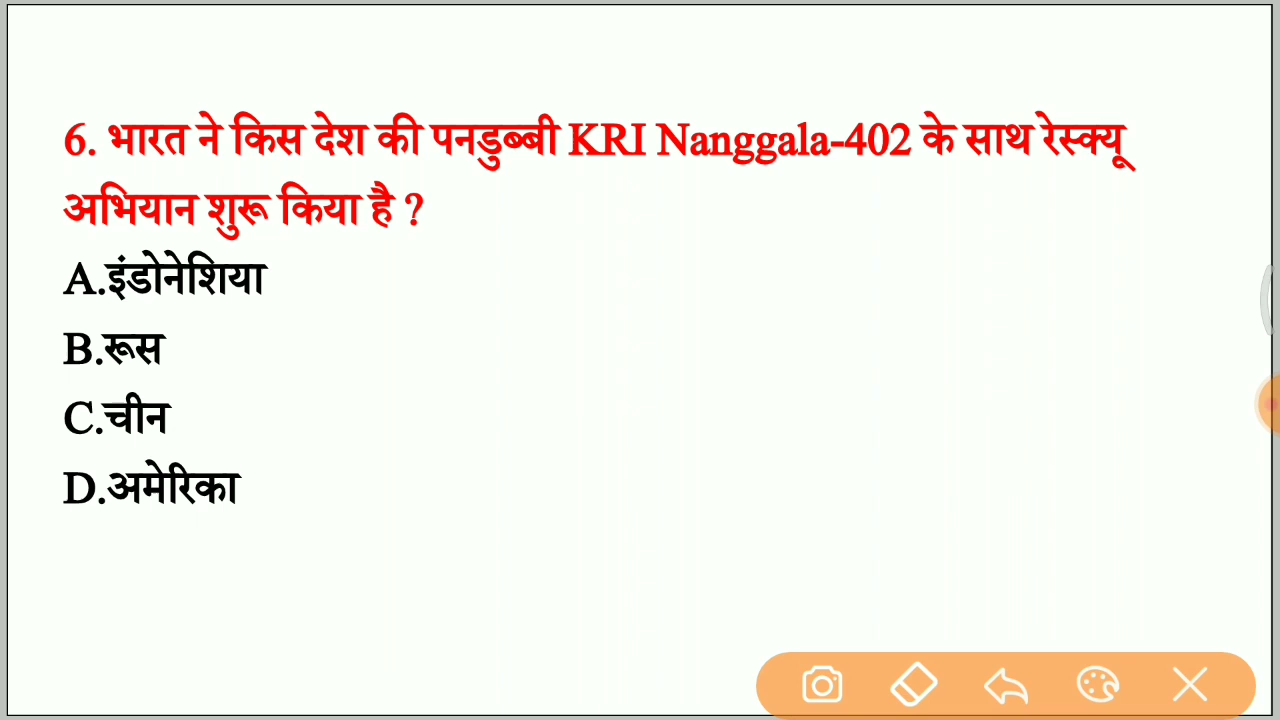 6. भारत ने किस देश की पनडुब्बी KRI Nanggala-402 के साथ रेस्क्यू
अभियान शुरू किया है ?
A.इंडोनेशिया
B.रूस
C.चीन
D.अमेरिका